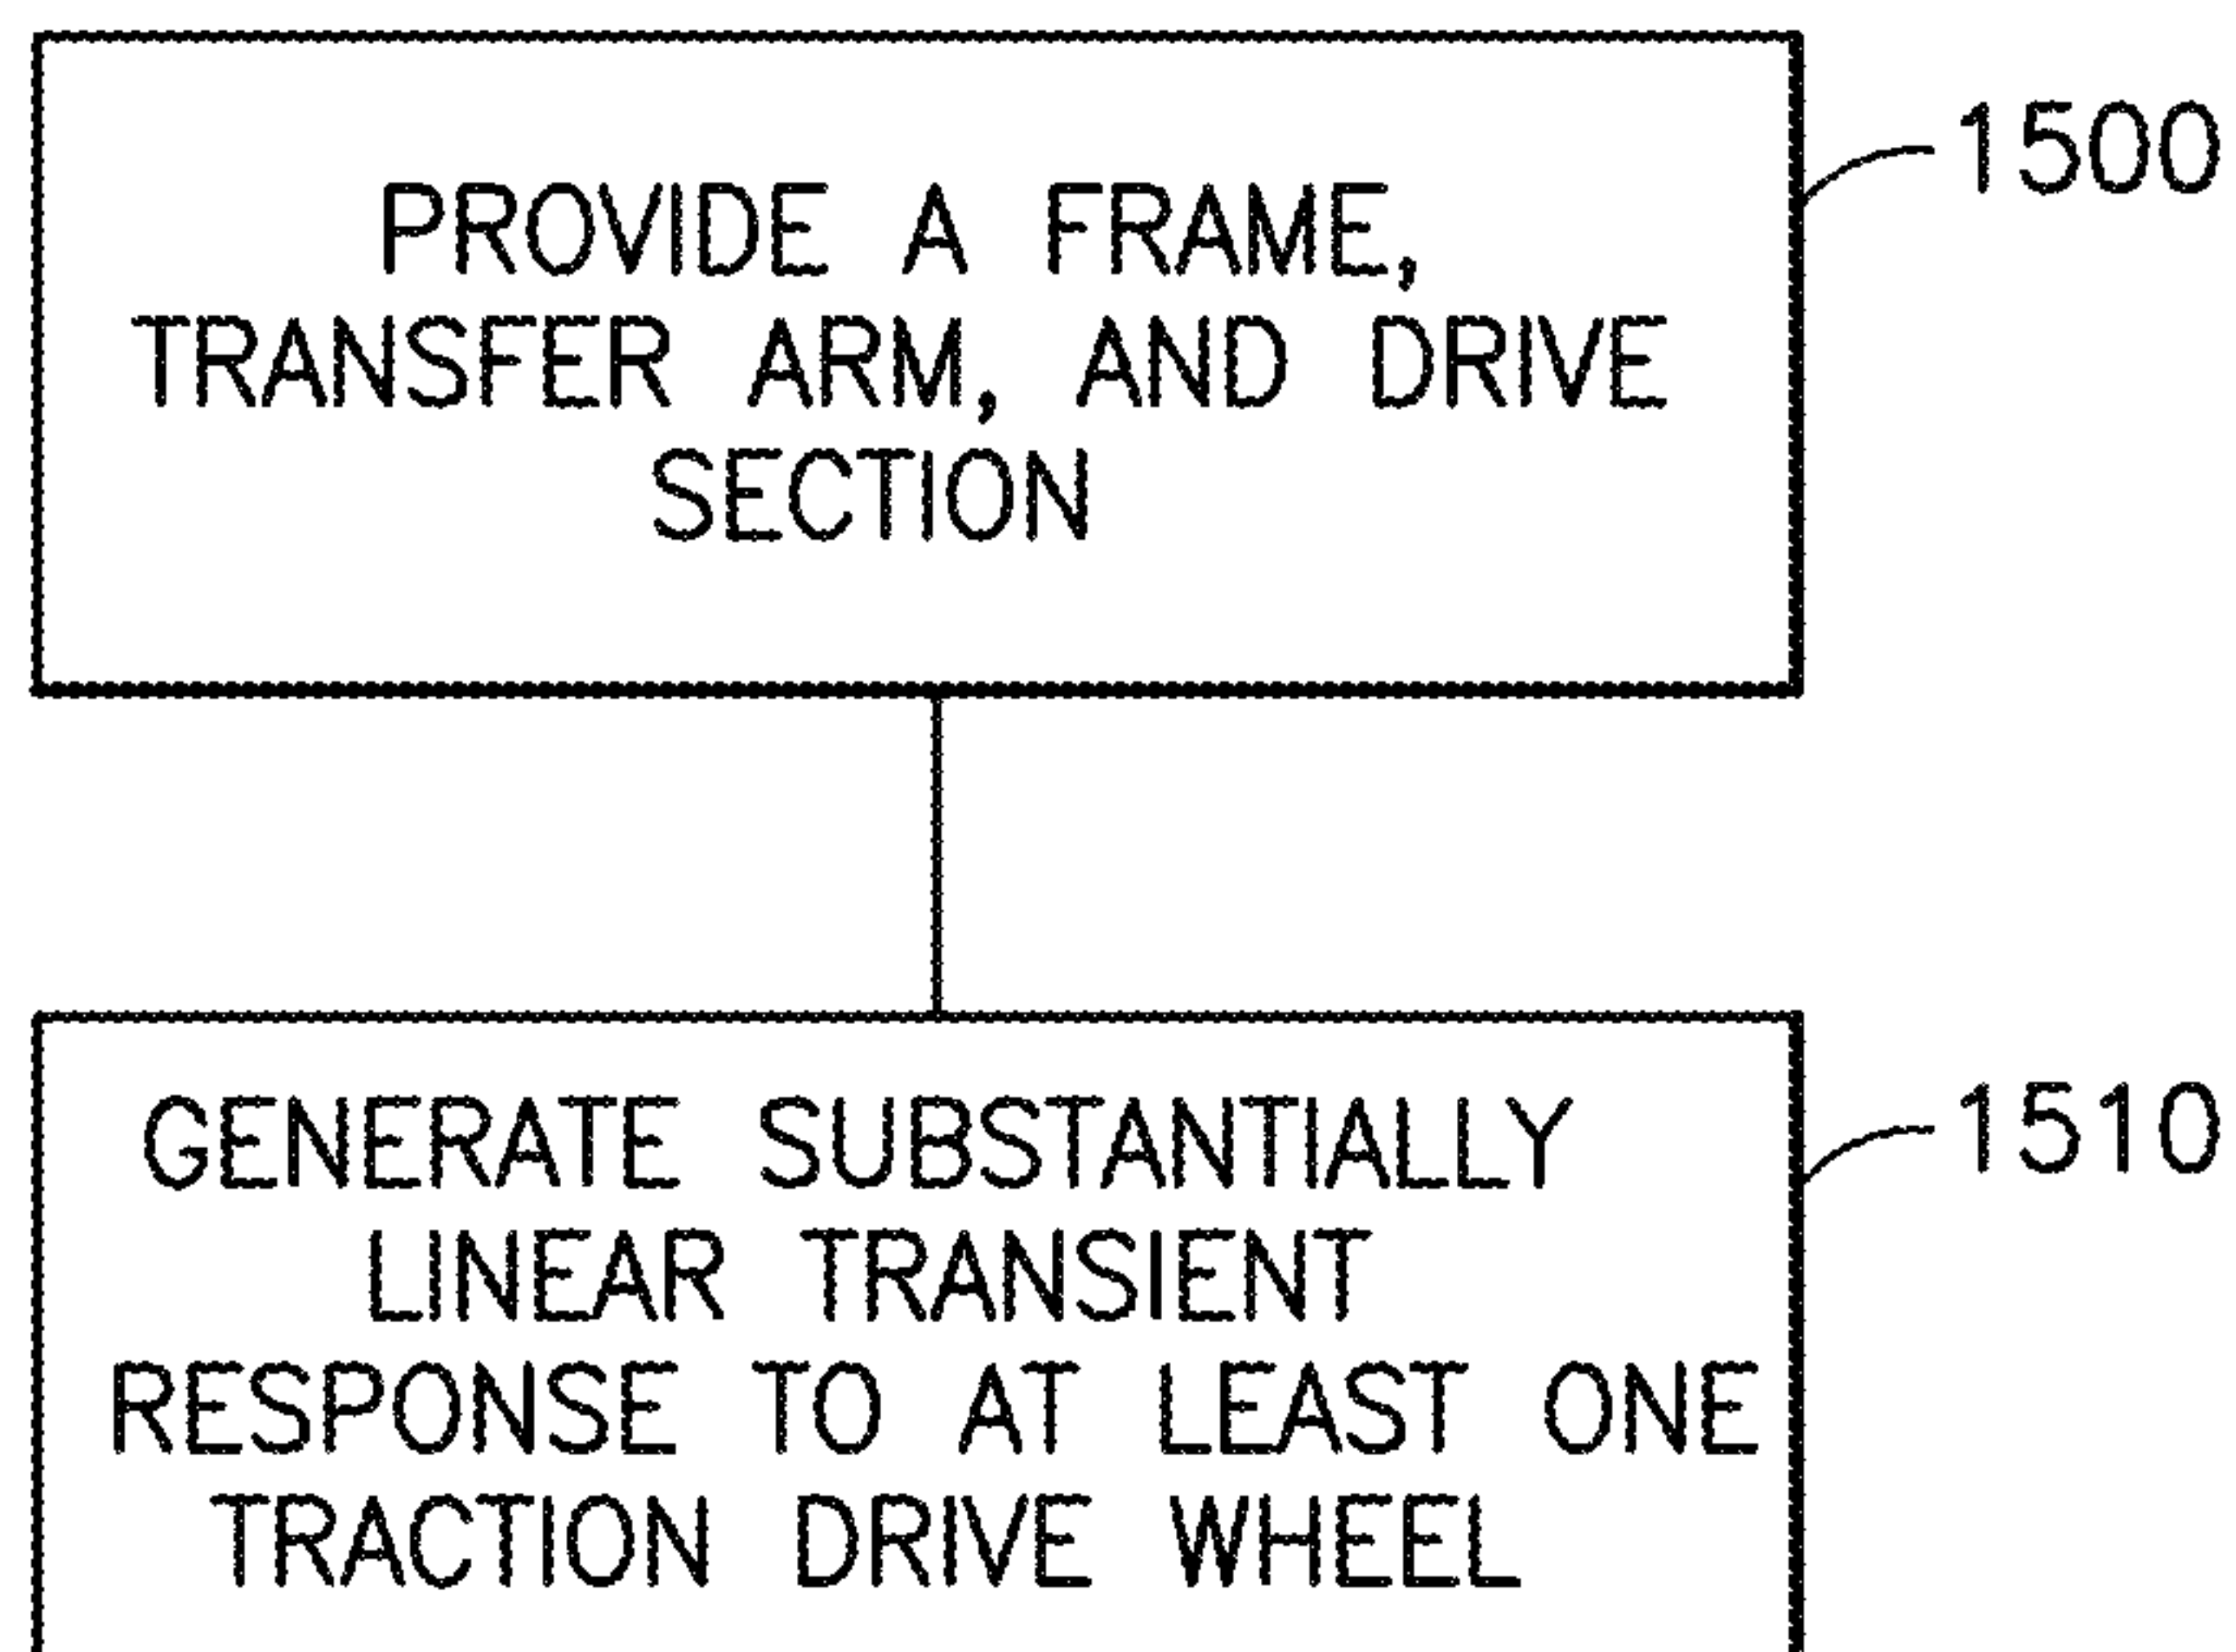 PROVIDE A FRAME,
TRANSFER ARM, AND DRIVE
SECTION
1500
GENERATE SUBSTANTIALLY
LINEAR TRANSIENT
RESPONSE TO AT LEAST ONE
TRACTION DRIVE WHEEL
1510